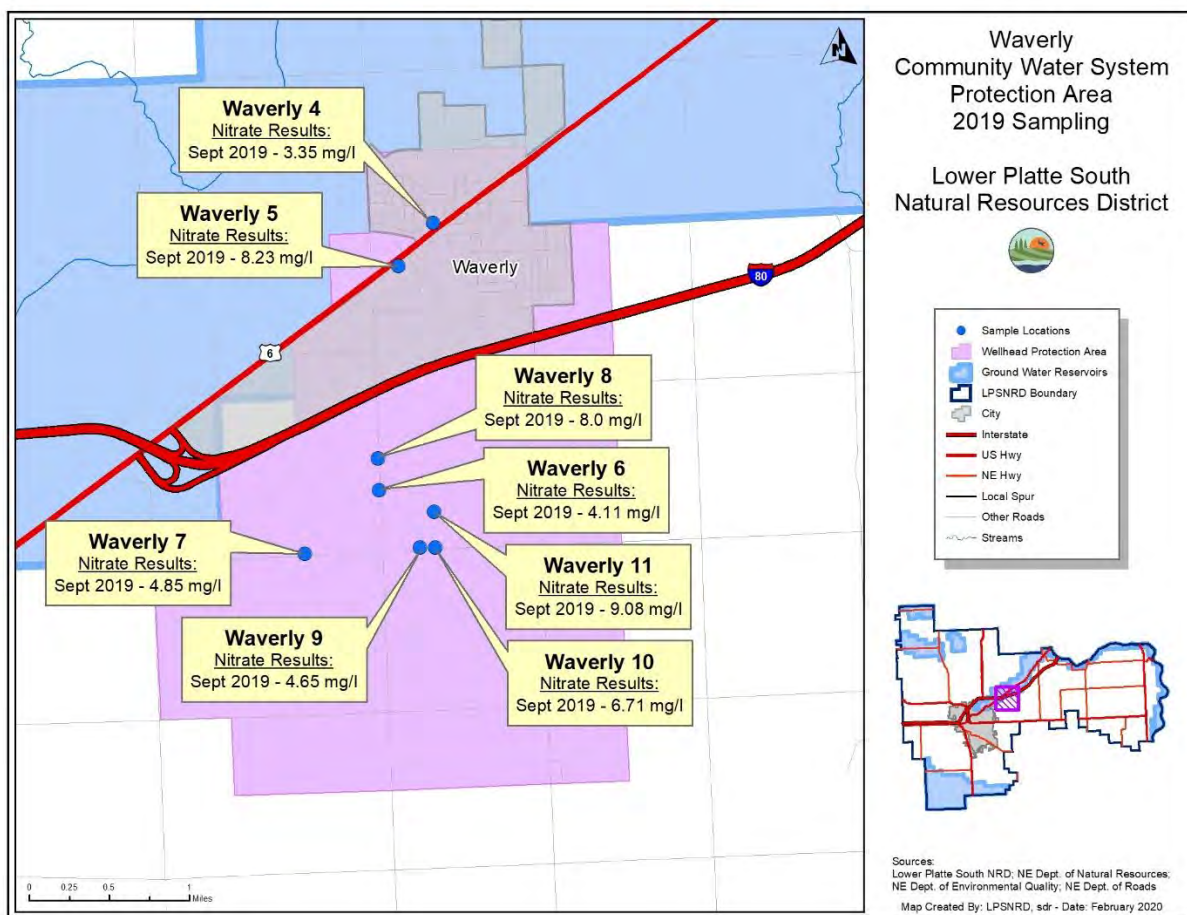 Waverly
Community Water System
Protection Area
2019 Sampling
Lower Platte South
Natural Resources District
N
Waverly 4
Nitrate Results:
Sept 2019 - 3.35 mg/l
Waverly 5
Nitrate Results:
Sept 2019 - 8.23 mg/l
Waverly
80
6
Waverly 8
Nitrate Results:
Sept 2019 - 8.0 mg/l
Waverly 6
Nitrate Results:
Sept 2019 - 4.11 mg/l
Waverly 7
Nitrate Results:
Sept 2019 - 4.85 mg/l
Waverly 11
Nitrate Results:
Sept 2019 - 9.08 mg/l
Waverly 9
Nitrate Results:
Sept 2019 - 4.65 mg/l
Waverly 10
Nitrate Results:
Sept 2019 - 6.71 mg/l
0 0.25 0.5 1
Miles
Sample Locations
Wellhead Protection Area
Ground Water Reservoirs
LPSNRD Boundary
City
Interstate
US Hwy
NE Hwy
Local Spur
Other Roads
Streams
Sources:
Lower Platte South NRD; NE Dept. of Natural Resources;
NE Dept. of Environmental Quality; NE Dept. of Roads
Map Created By: LPSNRD, sdr - Date: February 2020